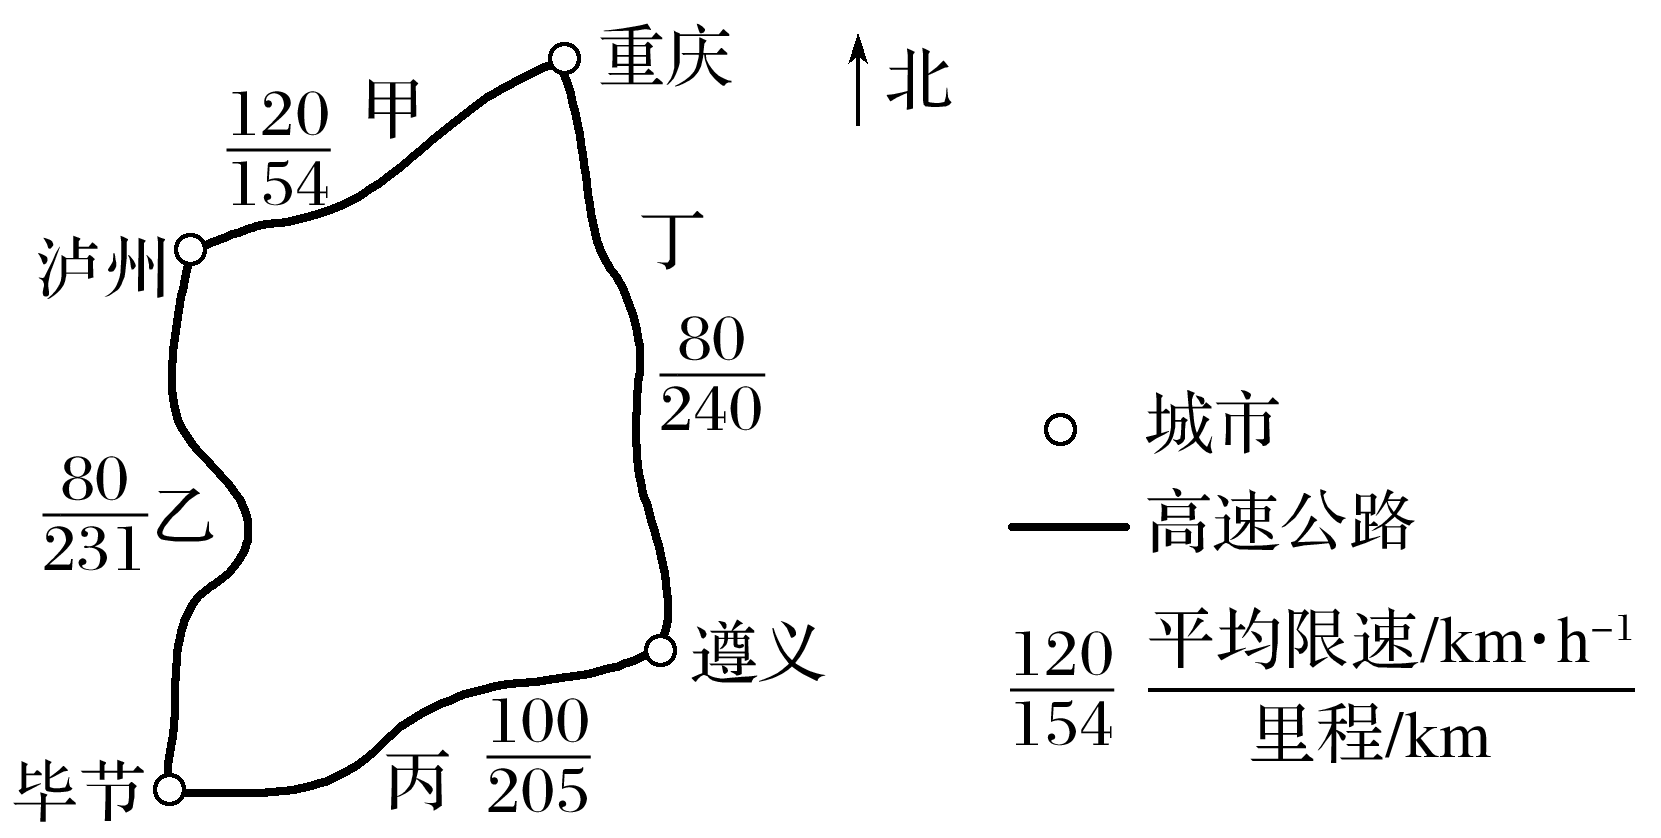 重庆
北
甲
120
154
泸州
丁
80
240
80
231
乙
遵义
丙
100
205
毕节
城市
高速公路
120
154
平均限速/km·h⁻¹
里程/km